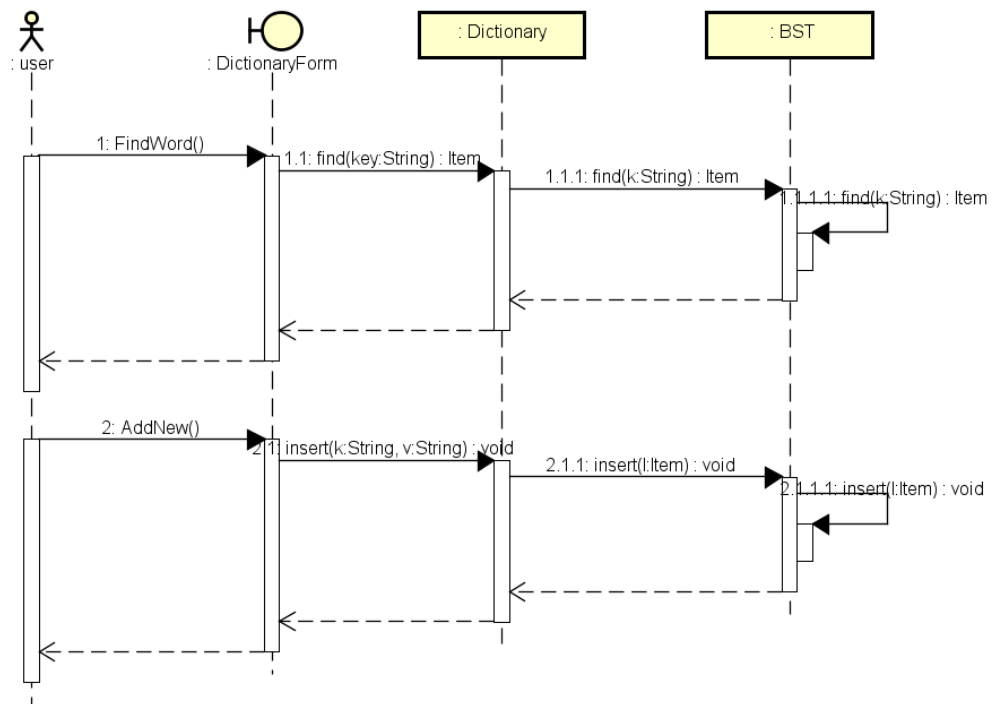 : user
: DictionaryForm
: Dictionary
: BST
1: FindWord()
1.1: find(key:String) : Item
1.1.1: find(k:String) : Item
1.1.1.1: find(k:String) : Item
2: AddNew()
2.1: insert(k:String, v:String) : void
2.1.1: insert(I:Item) : void
2.1.1.1: insert(I:Item) : void